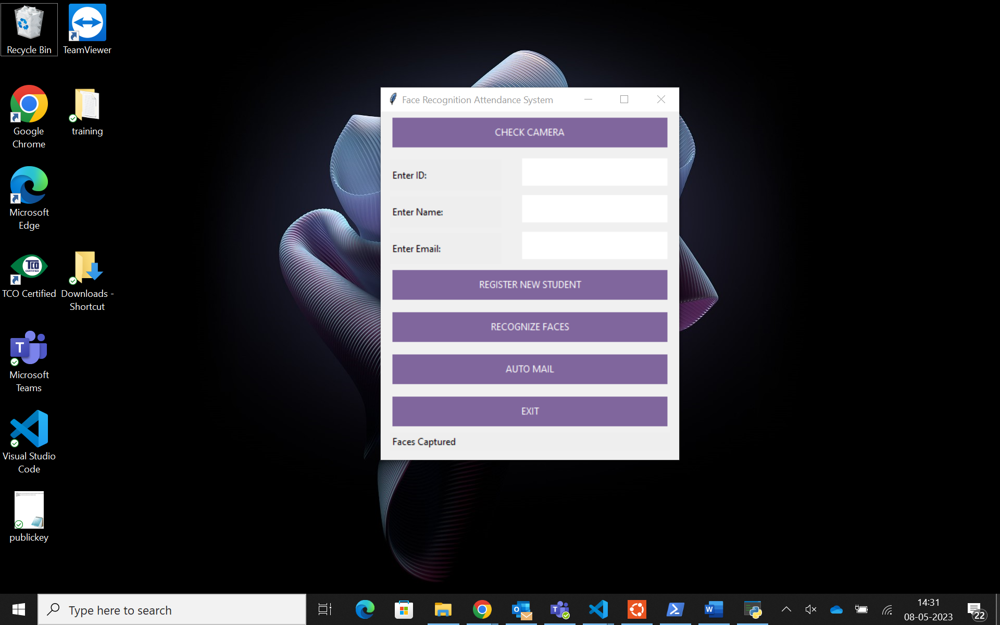 Recycle Bin
TeamViewer
Google
Chrome
training
Microsoft
Edge
TCO
CERTIFIED
TCO Certified
Downloads -
Shortcut
T
Microsoft
Teams
Visual Studio
Code
publickey
Face Recognition Attendance System
CHECK CAMERA
Enter ID:
Enter Name:
Enter Email:
REGISTER NEW STUDENT
RECOGNIZE FACES
AUTO MAIL
EXIT
Faces Captured
Type here to search
O
T
W
14:31
08-05-2023
22